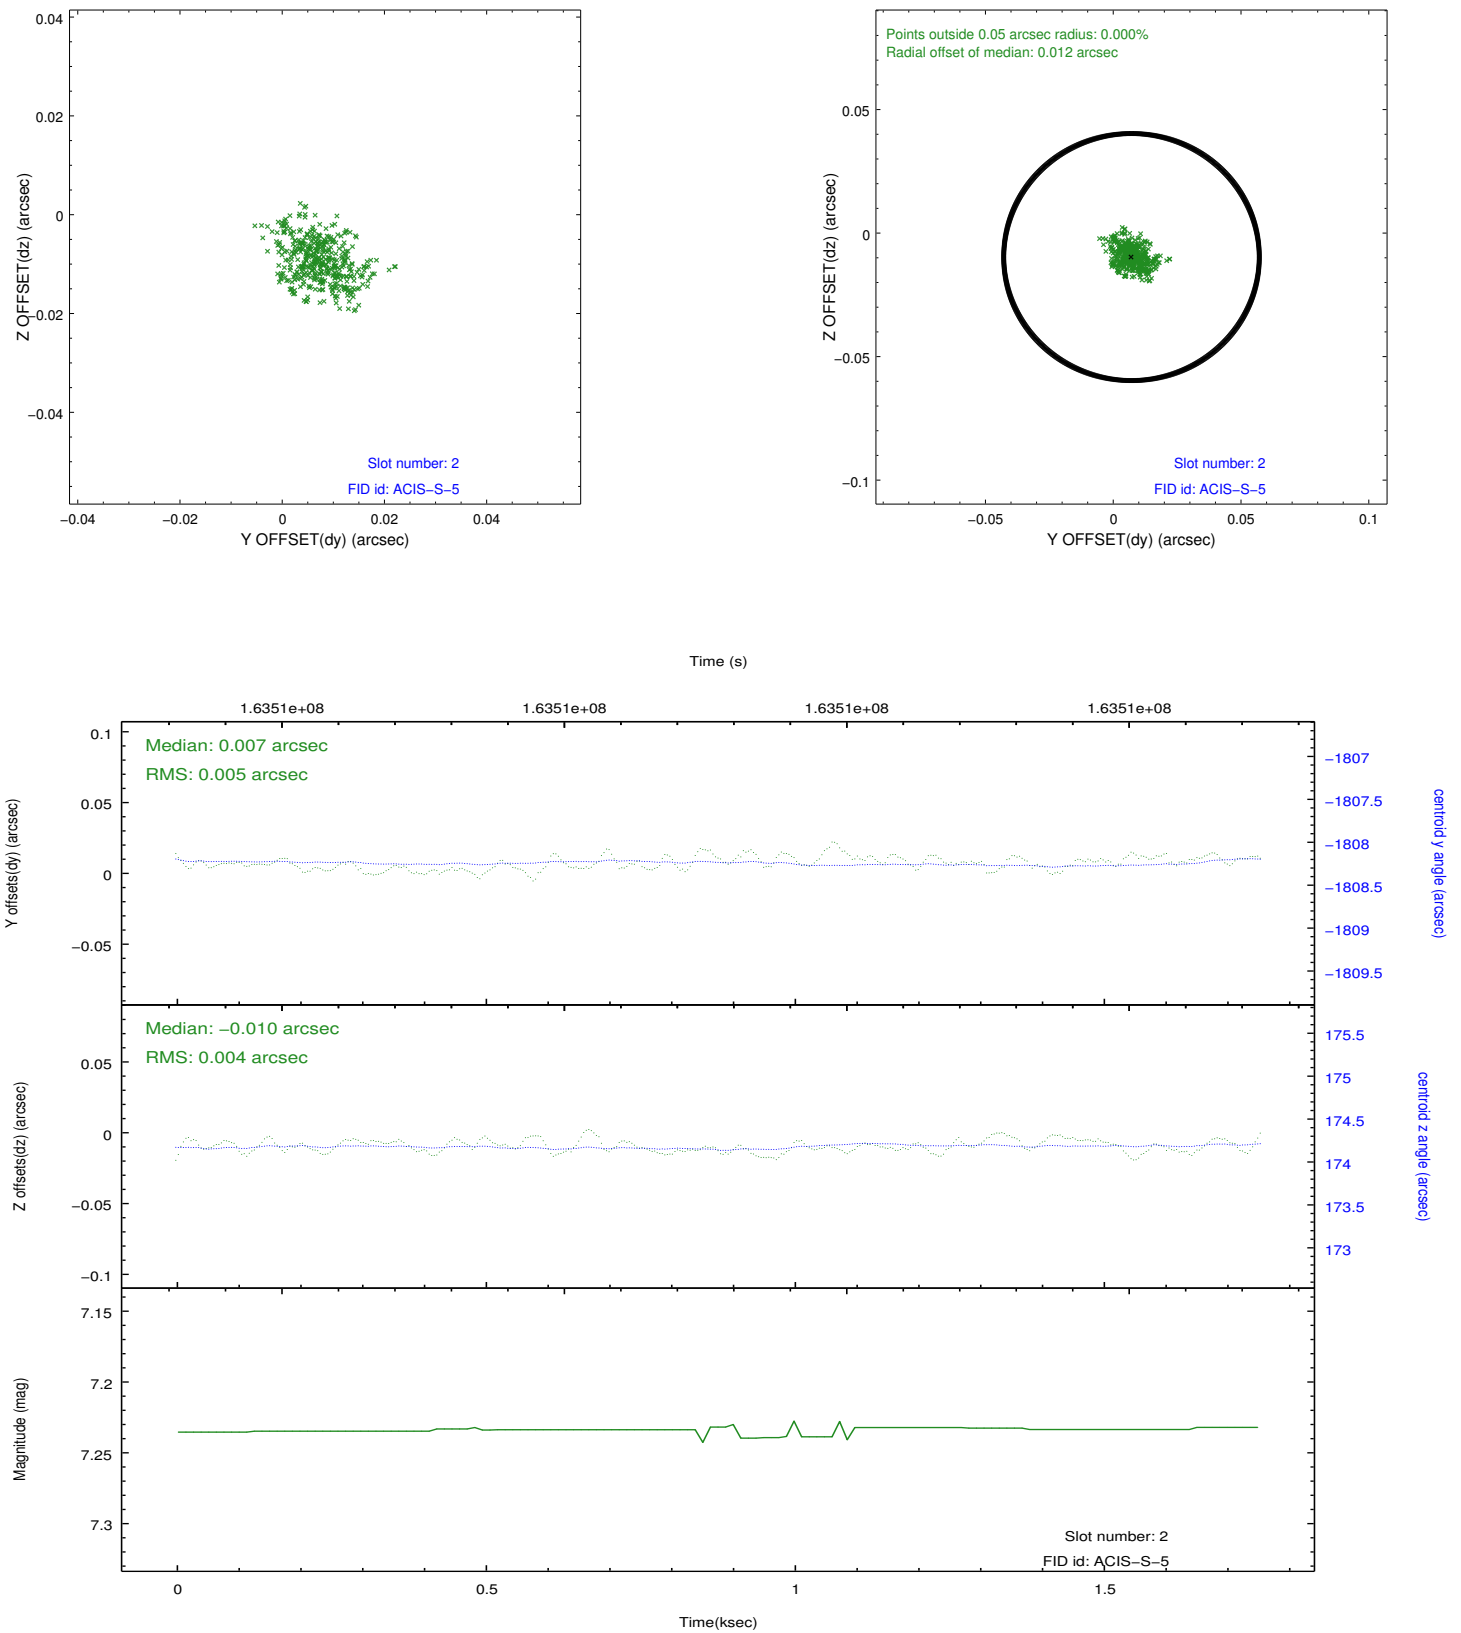 0.04
0.02
0
−0.02
−0.04
Z OFFSET(dz) (arcsec)
Slot number: 2
FID id: ACIS−S−5
−0.04
−0.02
0
0.02
0.04
Y OFFSET(dy) (arcsec)
Points outside 0.05 arcsec radius: 0.000%
Radial offset of median: 0.012 arcsec
0.05
0
−0.05
−0.1
Z OFFSET(dz) (arcsec)
Slot number: 2
FID id: ACIS−S−5
−0.05
0
0.05
0.1
Y OFFSET(dy) (arcsec)
Time (s)
1.6351e+08
1.6351e+08
1.6351e+08
1.6351e+08
Median: 0.007 arcsec
RMS: 0.005 arcsec
0.1
0.05
0
−0.05
Y offsets(dy) (arcsec)
−1807
−1807.5
−1808
−1808.5
−1809
−1809.5
centroid y angle (arcsec)
Median: −0.010 arcsec
RMS: 0.004 arcsec
0.05
0
−0.05
−0.1
Z offsets(dz) (arcsec)
175.5
175
174.5
174
173.5
173
centroid z angle (arcsec)
7.15
7.2
7.25
7.3
Magnitude (mag)
Slot number: 2
FID id: ACIS−S−5
0
0.5
1
1.5
Time(ksec)